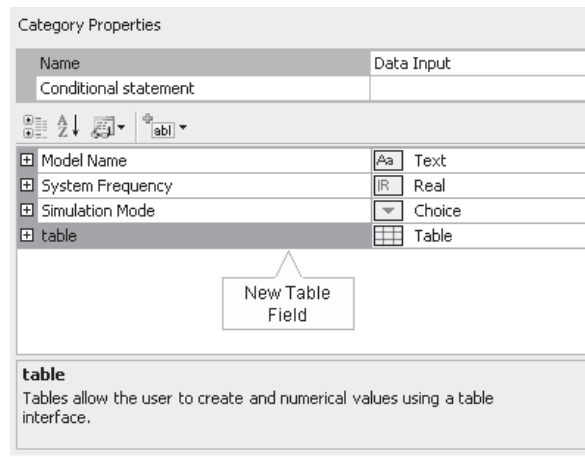 Category Properties
Name Data Input
Conditional statement
A Z abl
Model Name Aa Text
System Frequency IR Real
Simulation Mode Choice
table Table
New Table
Field
table
Tables allow the user to create and numerical values using a table
interface.